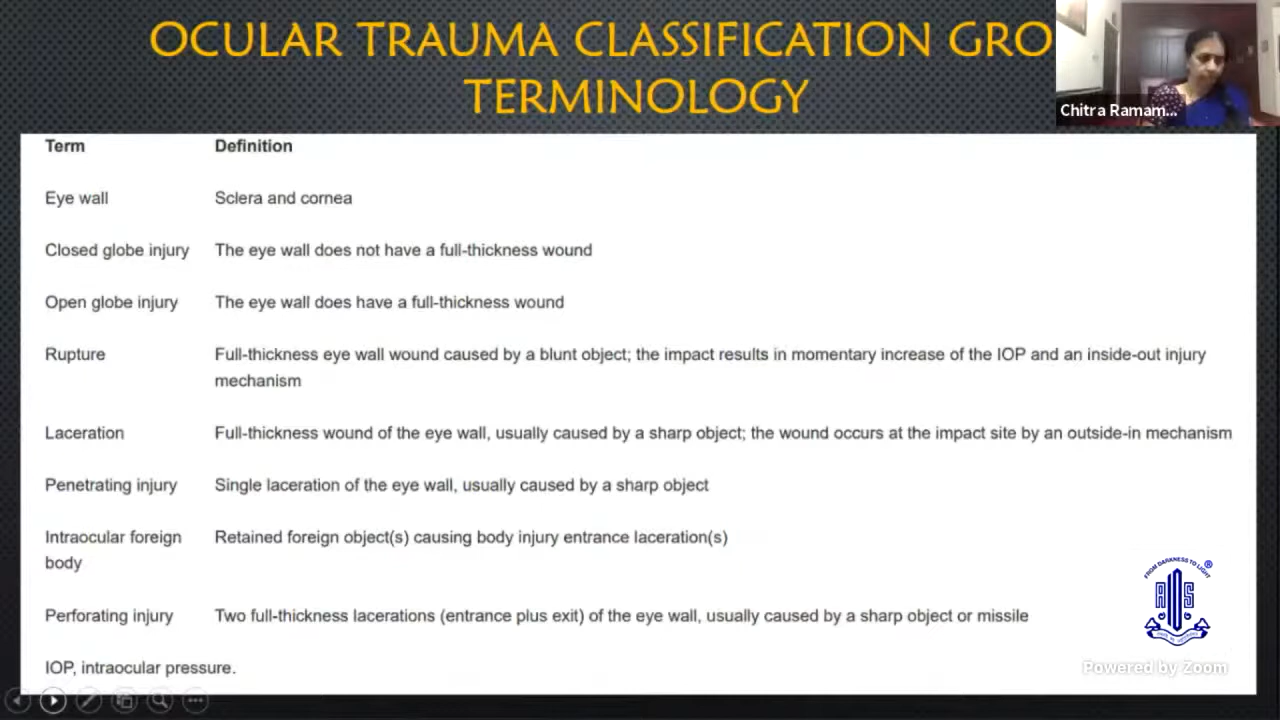 OCULAR TRAUMA CLASSIFICATION GRO
TERMINOLOGY
Chitra Ramam...
Term Definition
Eye wall Sclera and cornea
Closed globe injury The eye wall does not have a full-thickness wound
Open globe injury The eye wall does have a full-thickness wound
Rupture Full-thickness eye wall wound caused by a blunt object; the impact results in momentary increase of the IOP and an inside-out injury
mechanism
Laceration Full-thickness wound of the eye wall, usually caused by a sharp object; the wound occurs at the impact site by an outside-in mechanism
Penetrating injury Single laceration of the eye wall, usually caused by a sharp object
Intraocular foreign Retained foreign object(s) causing body injury entrance laceration(s)
body
Perforating injury Two full-thickness lacerations (entrance plus exit) of the eye wall, usually caused by a sharp object or missile
IOP, intraocular pressure.
FROM DARKNESS TO LIGHT ®
AIOS
Powered by Zoom